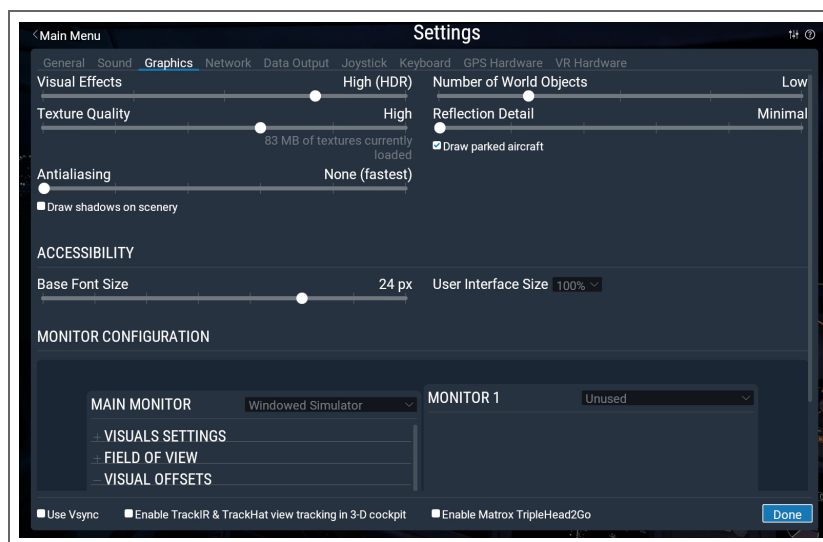 Main Menu
Settings
General Sound Graphics Network Data Output Joystick Keyboard GPS Hardware VR Hardware
Visual Effects High (HDR)
Number of World Objects Low
Texture Quality High
83 MB of textures currently
loaded
Reflection Detail Minimal
Draw parked aircraft
Antialiasing None (fastest)
Draw shadows on scenery
ACCESSIBILITY
Base Font Size 24 px
User Interface Size 100%
MONITOR CONFIGURATION
MAIN MONITOR Windowed Simulator
MONITOR 1 Unused
VISUALS SETTINGS
FIELD OF VIEW
VISUAL OFFSETS
Use Vsync Enable TrackIR & TrackHat view tracking in 3-D cockpit Enable Matrox TripleHead2Go Done